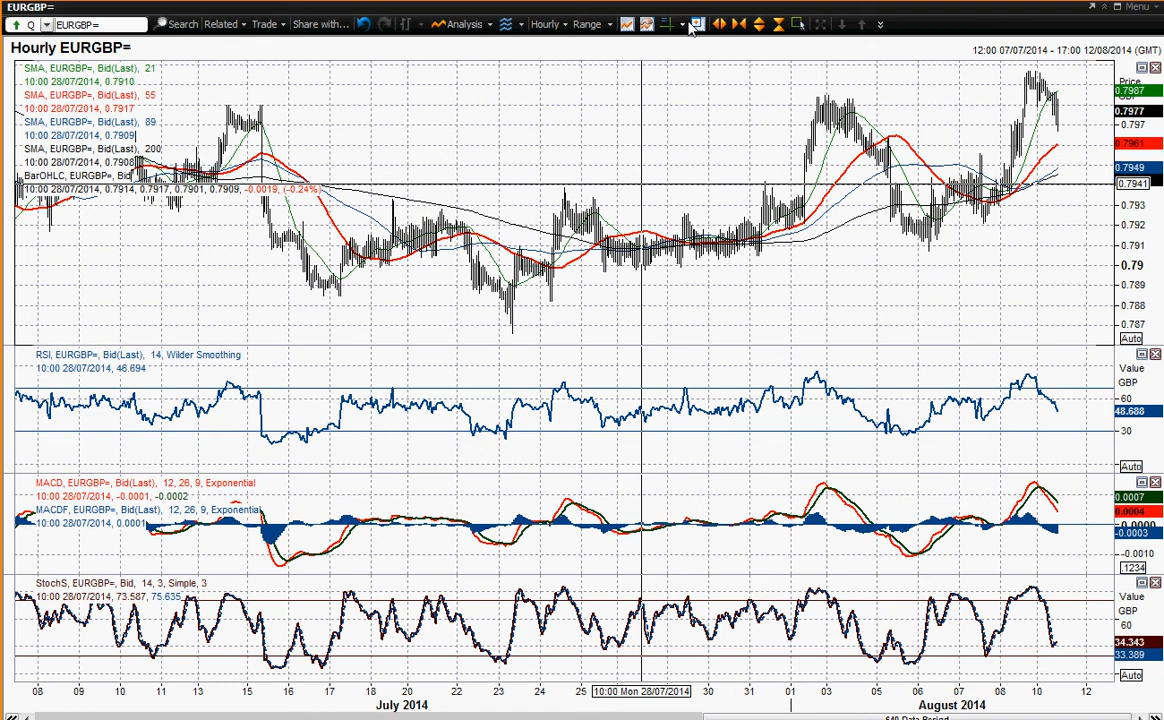 EURGBP=
Menu
Q EURGBP= Search Related Trade Share with... Analysis Hourly Range
Hourly EURGBP=
12:00 07/07/2014 - 17:00 12/08/2014 (GMT)
SMA, EURGBP=, Bid(Last), 21
10:00 28/07/2014, 0.7910
SMA, EURGBP=, Bid(Last), 55
10:00 28/07/2014, 0.7917
SMA, EURGBP=, Bid(Last), 89
10:00 28/07/2014, 0.7909
SMA, EURGBP=, Bid(Last), 200
10:00 28/07/2014, 0.7908
BarOHLC, EURGBP=, Bid
10:00 28/07/2014, 0.7914, 0.7917, 0.7901, 0.7909, -0.0019, (-0.24%)
Price
0.7987
0.7977
0.797
0.7961
0.7949
0.7941
0.793
0.792
0.791
0.79
0.789
0.788
0.787
Auto
RSI, EURGBP=, Bid(Last), 14, Wilder Smoothing
10:00 28/07/2014, 46.694
Value
GBP
60
48.688
30
Auto
MACD, EURGBP=, Bid(Last), 12, 26, 9, Exponential
10:00 28/07/2014, -0.0001, -0.0002
MACDF, EURGBP=, Bid(Last), 12, 26, 9, Exponential
10:00 28/07/2014, 0.0001
0.0007
0.0004
-0.0000
-0.0003
-0.0010
.1234
StochS, EURGBP=, Bid, 14, 3, Simple, 3
10:00 28/07/2014, 73.587, 75.635
Value
GBP
60
34.343
33.389
Auto
08 09 10 11 13 14 15 16 17 18 20 22 23 24 25 10:00 Mon 28/07/2014 30 31 01 03 05 06 07 08 10 12
July 2014 August 2014